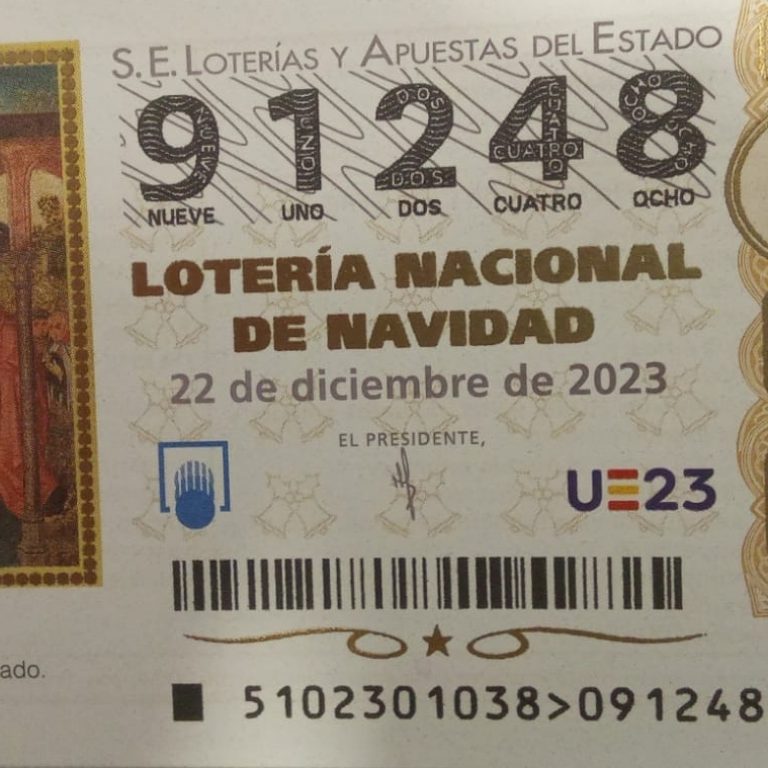 S.E. LOTERÍAS Y APUESTAS DEL ESTADO
91248
NUEVE UNO DOS CUATRO OCHO
LOTERÍA NACIONAL
DE NAVIDAD
22 de diciembre de 2023
EL PRESIDENTE,
UE23
ado.
5102301038>091248